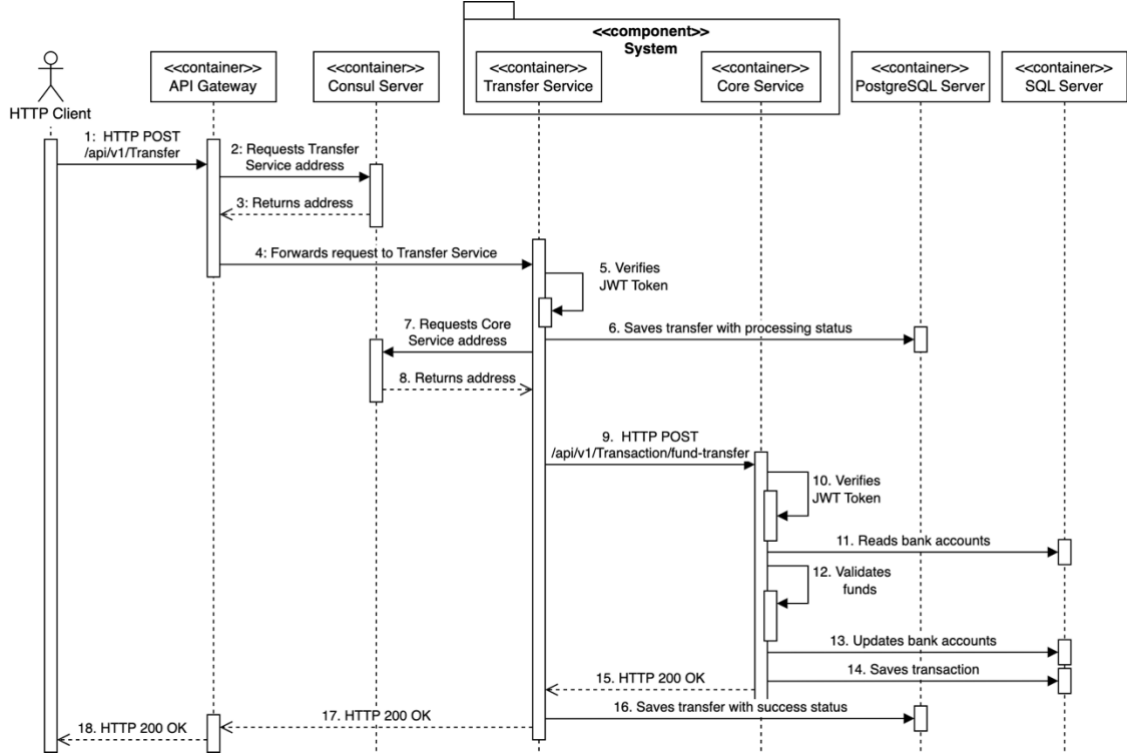 <<component>>
System
<<container>>
API Gateway
<<container>>
Consul Server
<<container>>
Transfer Service
<<container>>
Core Service
<<container>>
PostgreSQL Server
<<container>>
SQL Server
HTTP Client
1: HTTP POST
/api/v1/Transfer
2: Requests Transfer
Service address
3: Returns address
4: Forwards request to Transfer Service
5. Verifies
JWT Token
6. Saves transfer with processing status
7. Requests Core
Service address
8. Returns address
9. HTTP POST
/api/v1/Transaction/fund-transfer
10. Verifies
JWT Token
11. Reads bank accounts
12. Validates
funds
13. Updates bank accounts
14. Saves transaction
15. HTTP 200 OK
16. Saves transfer with success status
17. HTTP 200 OK
18. HTTP 200 OK